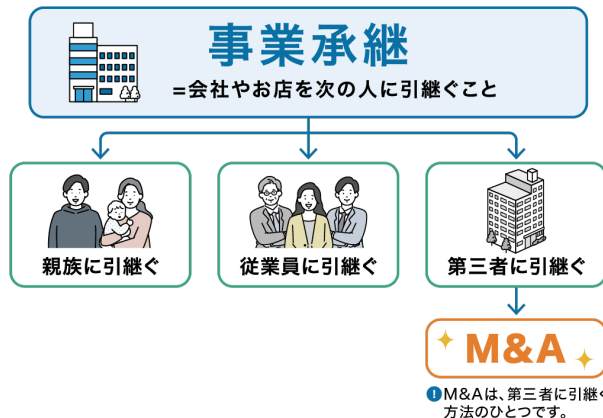 事業承継
=会社やお店を次の人に引継ぐこと
親族に引継ぐ
従業員に引継ぐ
第三者に引継ぐ
M&A
!M&Aは、第三者に引継ぐ
方法のひとつです。